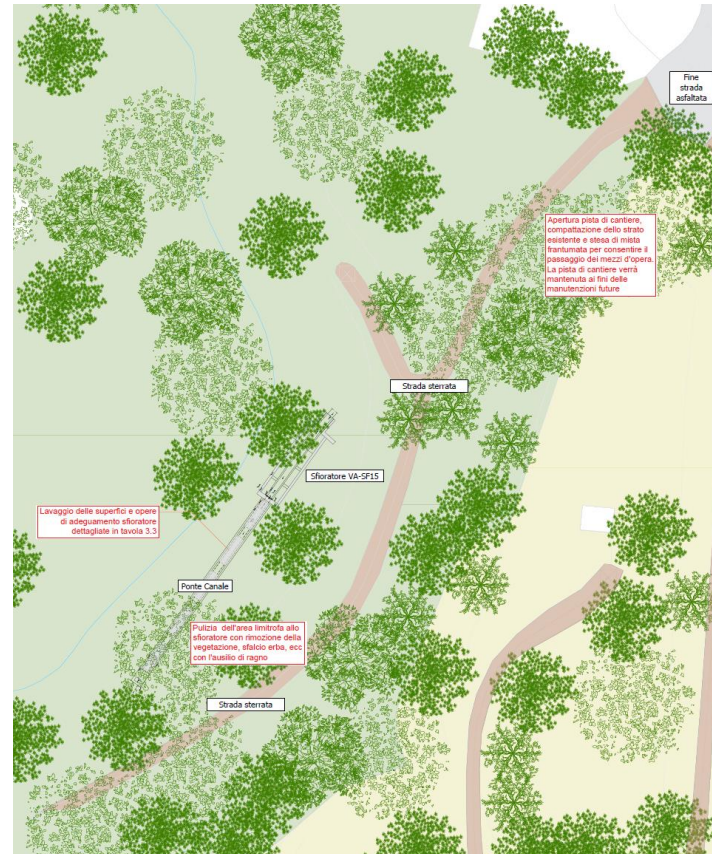 Fine
strada
asfaltata
Apertura pista di cantiere,
compattazione dello strato
esistente e stesa di mista
frantumata per consentire il
passaggio dei mezzi d'opera.
La pista di cantiere verrà
mantenuta ai fini delle
manutenzioni future
Strada sterrata
Sfioratore VA-SF15
Lavaggio delle superfici e opere
di adeguamento sfioratore
dettagliate in tavola 3.3
Ponte Canale
Pulizia dell'area limitrofa allo
sfioratore con rimozione della
vegetazione, sfalcio erba, ecc
con l'ausilio di ragno
Strada sterrata